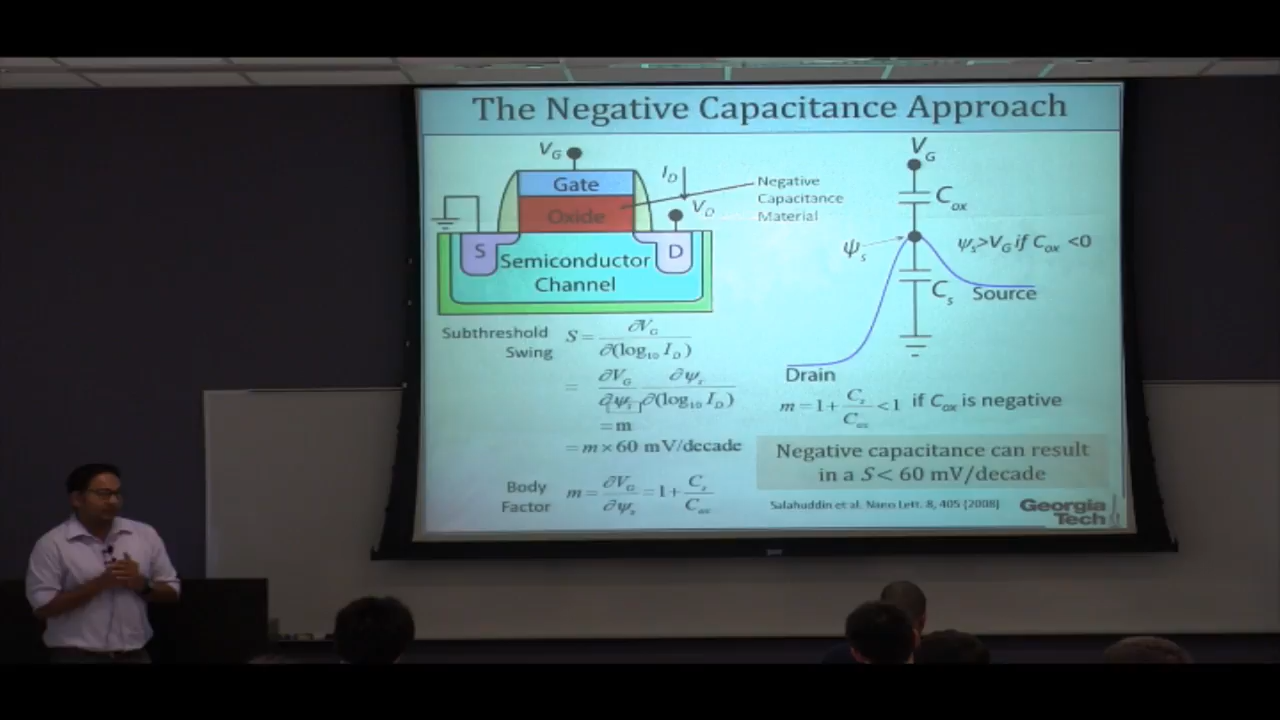 The Negative Capacitance Approach
V_G
Gate
Oxide
I_D
V_D
Negative
Capacitance
Material
S
D
Semiconductor
Channel
Subthreshold
Swing
S = ∂V_G / ∂(log₁₀ I_D)
= ∂V_G / ∂ψ_s ∂ψ_s / ∂(log₁₀ I_D)
= m
= m × 60 mV/decade
Body
Factor
m = ∂V_G / ∂ψ_s = 1 + C_s / C_ox
V_G
C_ox
ψ_s
ψ_s>V_G if C_ox <0
C_s
Source
Drain
m = 1 + C_s / C_ox < 1 if C_ox is negative
Negative capacitance can result
in a S < 60 mV/decade
Salahuddin et al. Nano Lett. 8, 405 (2008)
Georgia
Tech